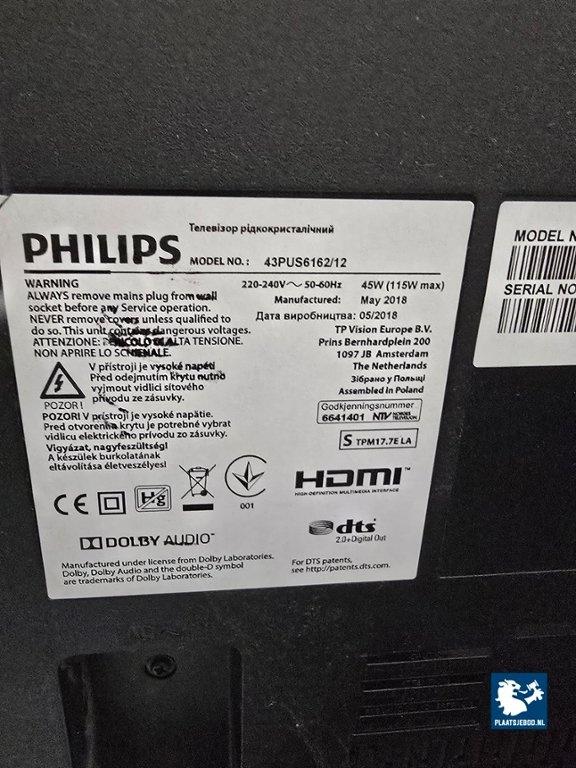 Телевізор рідкокристалічний
PHILIPS MODEL NO.: 43PUS6162/12
WARNING
ALWAYS remove mains plug from wall
socket before any Service operation.
NEVER remove covers unless qualified to
do so. This unit contains dangerous voltages.
ATTENZIONE: ALTA TENSIONE.
NON APRIRE LO SCHIENALE.
V přístroji je vysoké napětí
Před odejmutím krytu nutno
vyjmout vidlici síťového
přívodu ze zásuvky.
POZOR!
POZOR! V prístroji je vysoké napätie.
Pred otvorením krytu je potrebné vybrat
vidlicu elektrického prívodu zo zásuvky.
Vigyázat, nagyfeszültség!
A készülek burkolatának
eltávolítása életveszélyes!
220-240V~ 50-60Hz 45W (115W max)
Manufactured: May 2018
Дата виробництва: 05/2018
TP Vision Europe B.V.
Prins Bernhardplein 200
1097 JB Amsterdam
The Netherlands
Зібрано у Польщі
Assembled in Poland
Godkjenningsnummer
6641401 NTV NORDES TELEVISJON
S TPM17.7E LA
CE Hg 001
HDMI™
HIGH-DEFINITION MULTIMEDIA INTERFACE
DOLBY AUDIO™
dts
2.0+Digital Out
Manufactured under license from Dolby Laboratories.
Dolby, Dolby Audio and the double-D symbol
are trademarks of Dolby Laboratories.
For DTS patents,
see http://patents.dts.com.
MODEL N
SERIAL NO
PLAATSJEBOD.NL